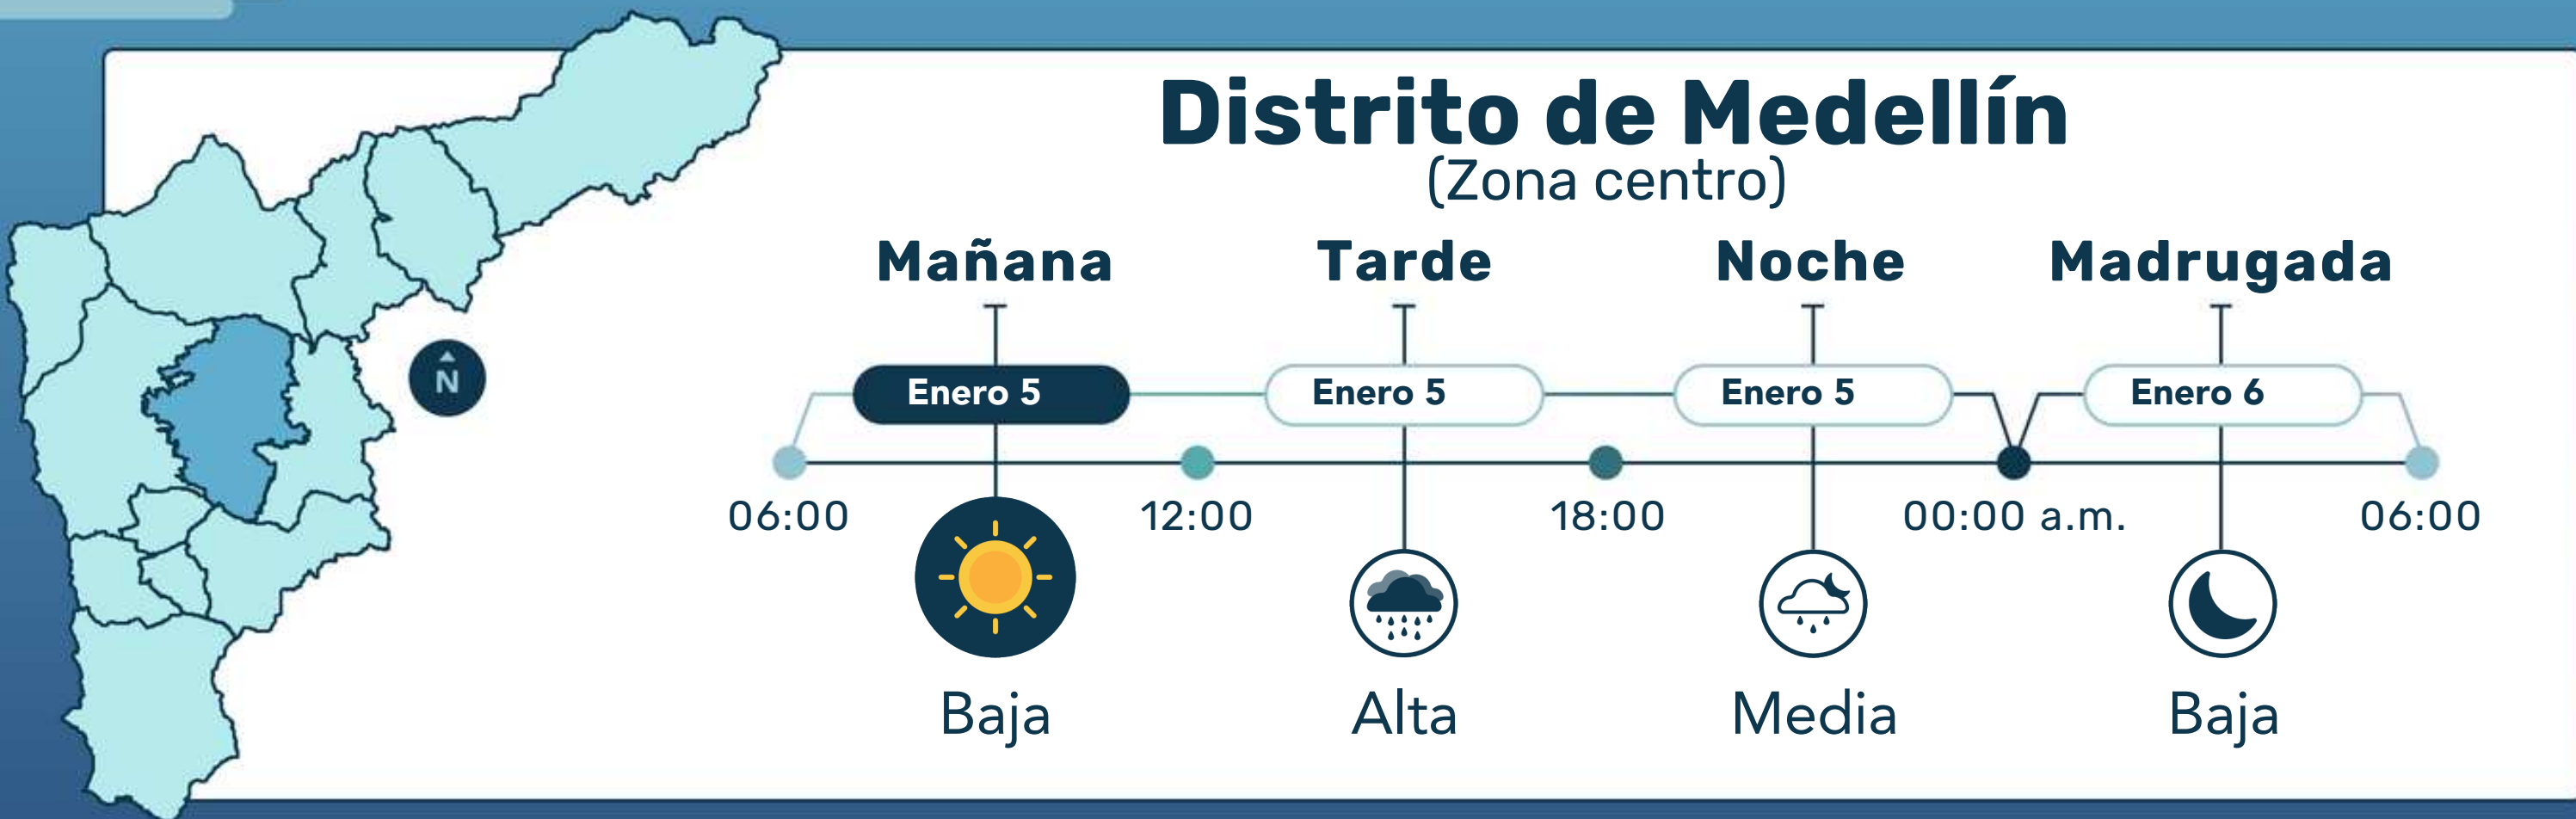 Distrito de Medellín
(Zona centro)
Mañana Tarde Noche Madrugada
Enero 5 Enero 5 Enero 5 Enero 6
N
06:00 12:00 18:00 00:00 a.m. 06:00
Baja Alta Media Baja